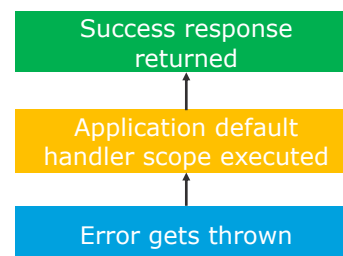 Success response
returned
Application default
handler scope executed
Error gets thrown